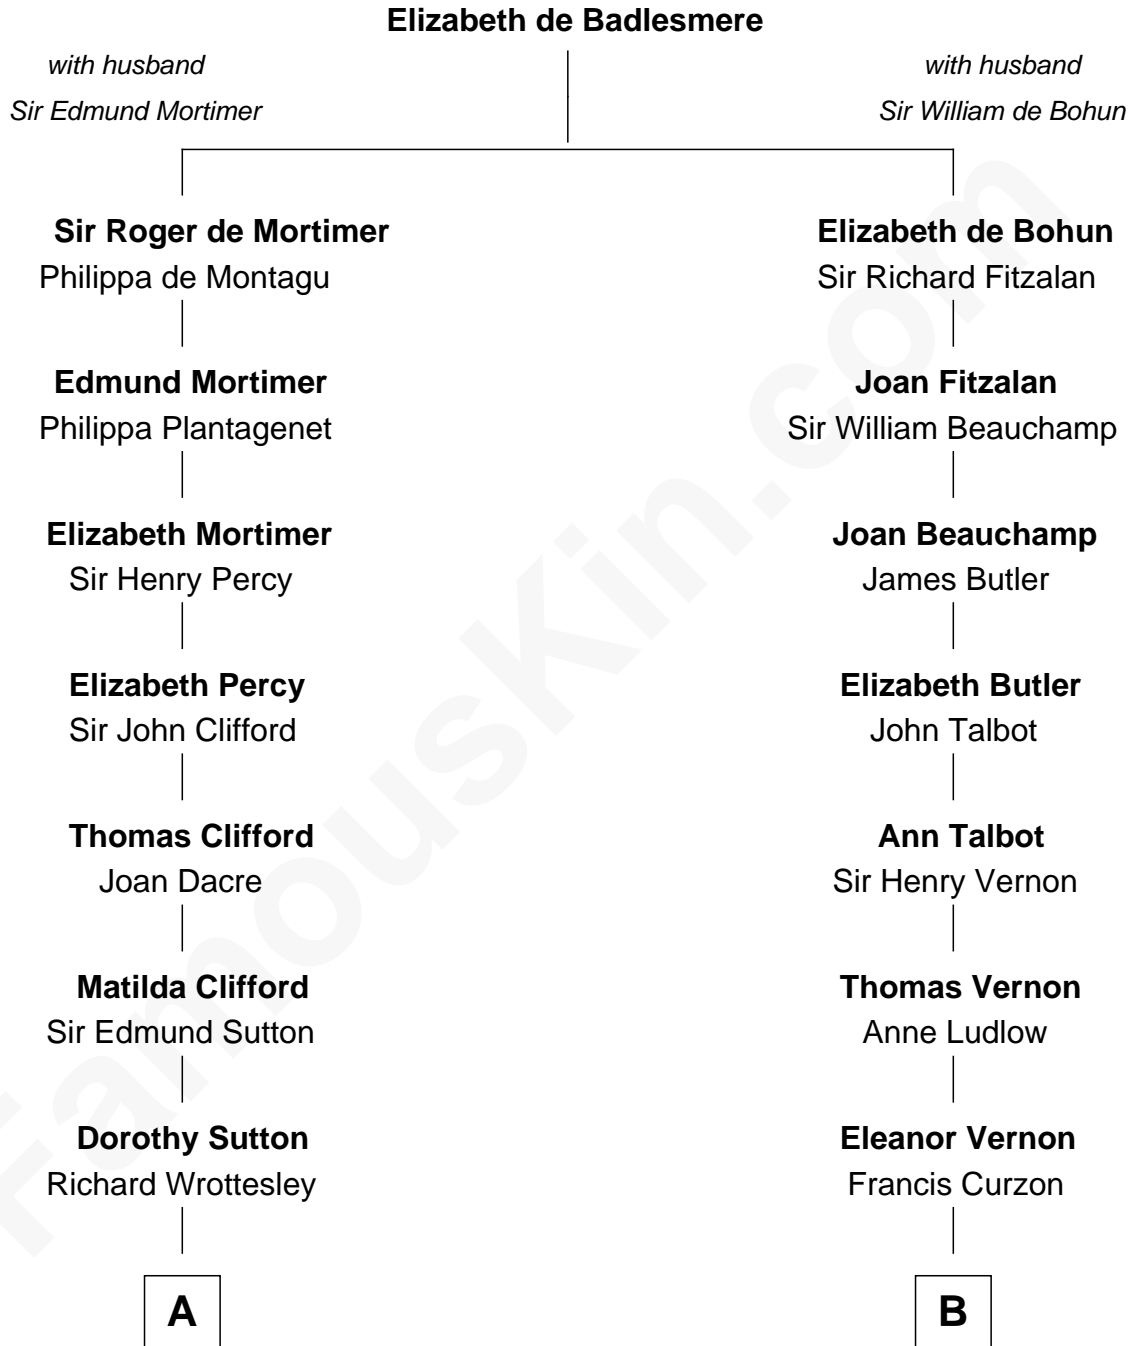 Elizabeth de Badlesmere
with husband
Sir Edmund Mortimer
with husband
Sir William de Bohun
Sir Roger de Mortimer
Philippa de Montagu
Elizabeth de Bohun
Sir Richard Fitzalan
Edmund Mortimer
Philippa Plantagenet
Joan Fitzalan
Sir William Beauchamp
Elizabeth Mortimer
Sir Henry Percy
Joan Beauchamp
James Butler
Elizabeth Percy
Sir John Clifford
Elizabeth Butler
John Talbot
Thomas Clifford
Joan Dacre
Ann Talbot
Sir Henry Vernon
Matilda Clifford
Sir Edmund Sutton
Thomas Vernon
Anne Ludlow
Dorothy Sutton
Richard Wrottesley
Eleanor Vernon
Francis Curzon
A
B
FamousKin.com